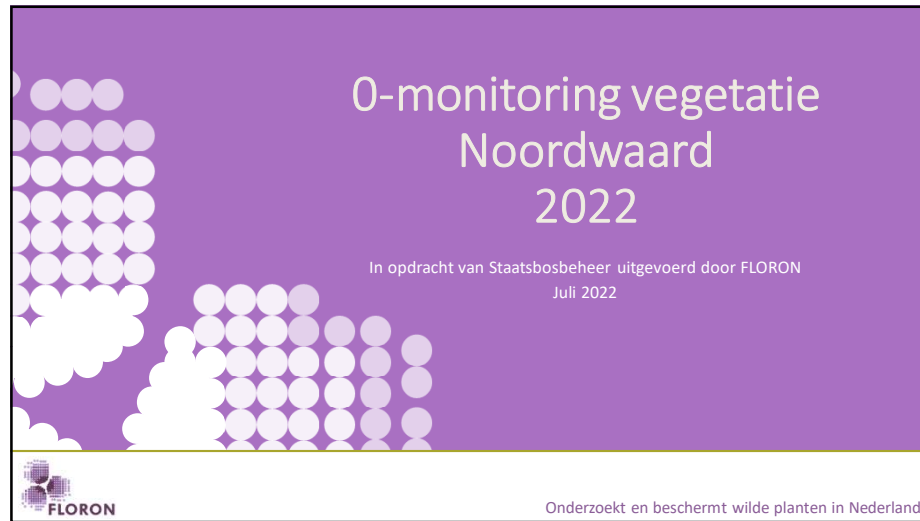 0-monitoring vegetatie
Noordwaard
2022
In opdracht van Staatsbosbeheer uitgevoerd door FLORON
Juli 2022
FLORON
Onderzoekt en beschermt wilde planten in Nederland